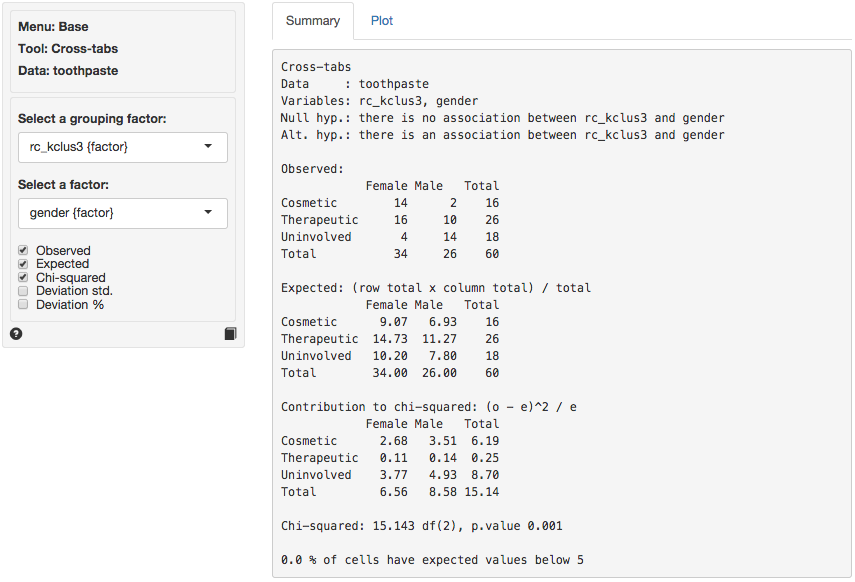 Menu: Base
Tool: Cross-tabs
Data: toothpaste
Select a grouping factor:
rc_kclus3 {factor}
Select a factor:
gender {factor}
Observed
Expected
Chi-squared
Deviation std.
Deviation %
?
Summary Plot
Cross-tabs
Data     : toothpaste
Variables: rc_kclus3, gender
Null hyp.: there is no association between rc_kclus3 and gender
Alt. hyp.: there is an association between rc_kclus3 and gender
Observed:
            Female Male   Total
Cosmetic        14      2    16
Therapeutic     16     10    26
Uninvolved       4     14    18
Total           34     26    60
Expected: (row total x column total) / total
            Female Male   Total
Cosmetic      9.07   6.93    16
Therapeutic  14.73  11.27    26
Uninvolved   10.20   7.80    18
Total        34.00  26.00    60
Contribution to chi-squared: (o - e)^2 / e
            Female Male   Total
Cosmetic      2.68   3.51  6.19
Therapeutic   0.11   0.14  0.25
Uninvolved    3.77   4.93  8.70
Total         6.56   8.58 15.14
Chi-squared: 15.143 df(2), p.value 0.001
0.0 % of cells have expected values below 5